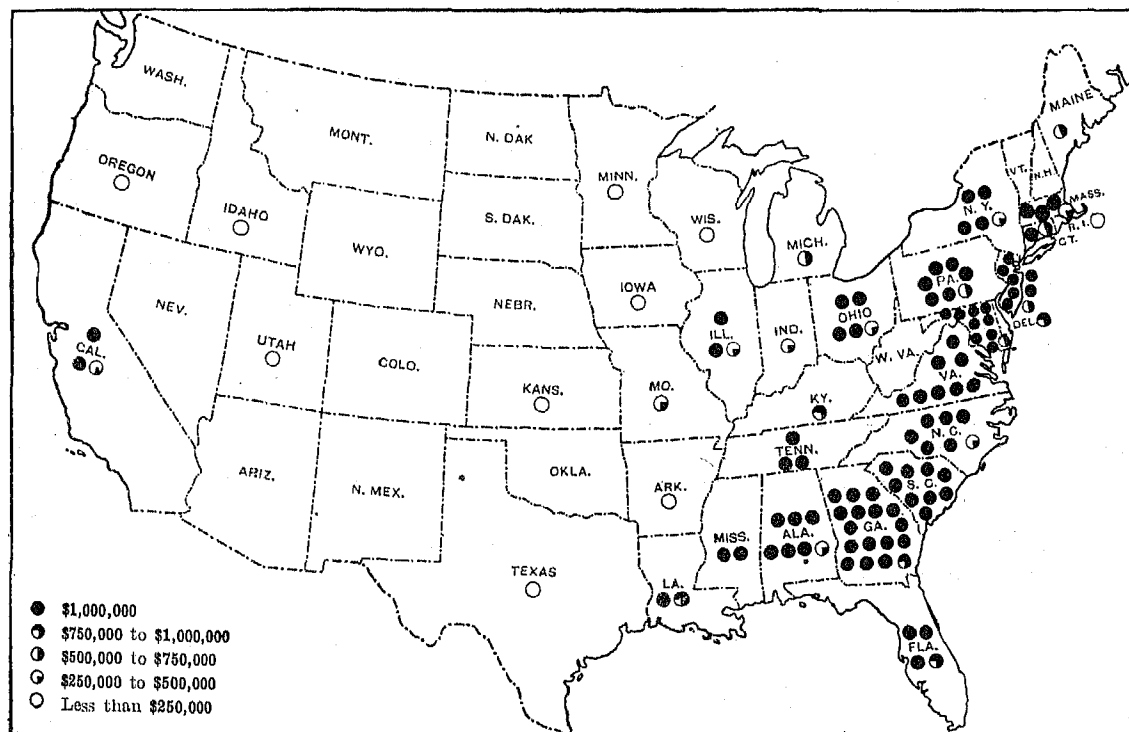 WASH.
MONT.
N. DAK
MINN.
OREGON
IDAHO
S. DAK.
WIS.
MICH.
WYO.
MAINE
VT.
N.H.
N. Y.
MASS.
R. I.
CT.
NEV.
NEBR.
IOWA
PA.
ILL.
IND.
OHIO
DEL.
CAL.
UTAH
COLO.
KANS.
MO.
W. VA.
VA.
KY.
N. C.
TENN.
ARIZ.
N. MEX.
OKLA.
ARK.
S. C.
MISS.
ALA.
GA.
TEXAS
LA.
FLA.
$1,000,000
$750,000 to $1,000,000
$500,000 to $750,000
$250,000 to $500,000
Less than $250,000